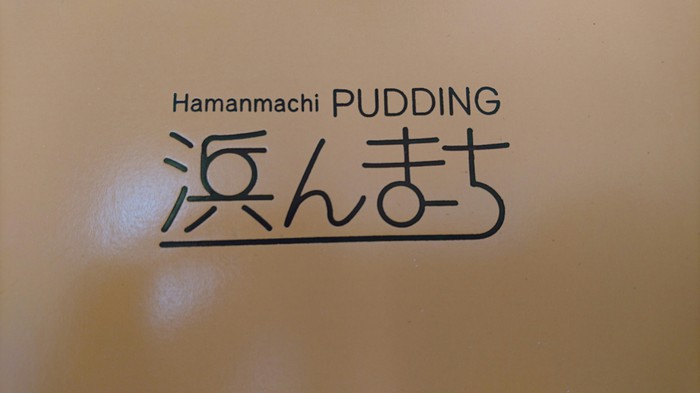 Hamanmachi PUDDING
浜んまち